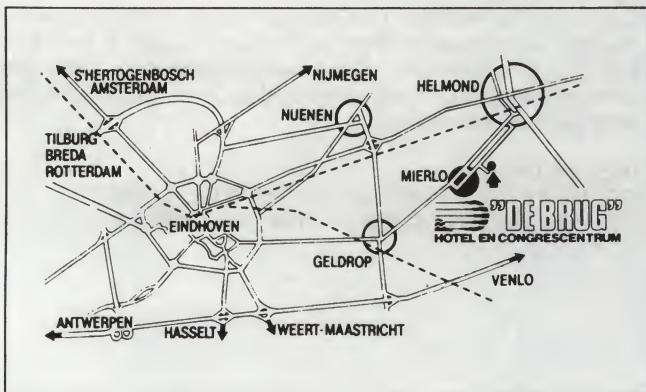 S'HERTOGENBOSCH
AMSTERDAM
NIJMEGEN
HELMOND
NUENEN
TILBURG
BREDA
ROTTERDAM
MIERLO
EINDHOVEN
"DE BRUG"
HOTEL EN CONGRESCENTRUM
GELDROP
VENLO
ANTWERPEN
HASSELT
WEERT-MAASTRICHT